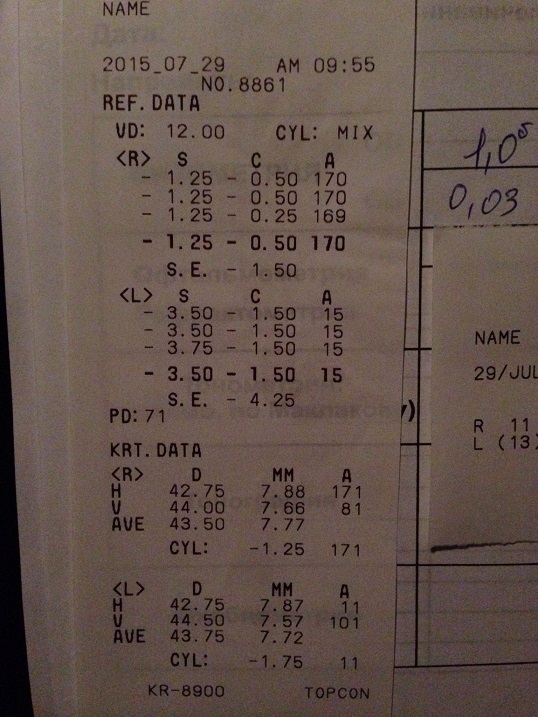 NAME
2015_07_29 AM 09:55
NO.8861
REF.DATA
VD: 12.00 CYL: MIX
<R> S C A
- 1.25 - 0.50 170
- 1.25 - 0.50 170
- 1.25 - 0.25 169
- 1.25 - 0.50 170
S.E. - 1.50
<L> S C A
- 3.50 - 1.50 15
- 3.50 - 1.50 15
- 3.75 - 1.50 15
- 3.50 - 1.50 15
S.E. - 4.25
PD: 71
KRT.DATA
<R> D MM A
H 42.75 7.88 171
V 44.00 7.66 81
AVE 43.50 7.77
CYL: -1.25 171
<L> D MM A
H 42.75 7.87 11
V 44.50 7.57 101
AVE 43.75 7.72
CYL: -1.75 11
KR-8900 TOPCON
1,0
0,03
NAME
29/JUL
R 11
L (13)
Дата:
по Маклакову)